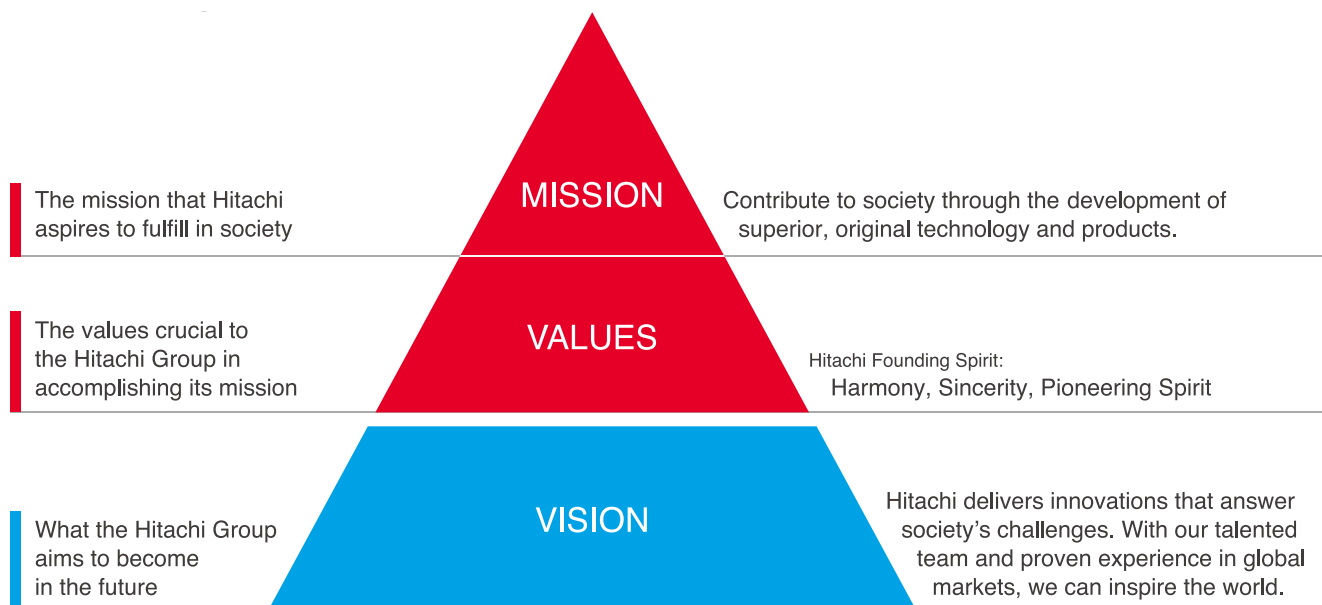 The mission that Hitachi
aspires to fulfill in society
MISSION
Contribute to society through the development of
superior, original technology and products.
The values crucial to
the Hitachi Group in
accomplishing its mission
VALUES
Hitachi Founding Spirit:
Harmony, Sincerity, Pioneering Spirit
What the Hitachi Group
aims to become
in the future
VISION
Hitachi delivers innovations that answer
society’s challenges. With our talented
team and proven experience in global
markets, we can inspire the world.